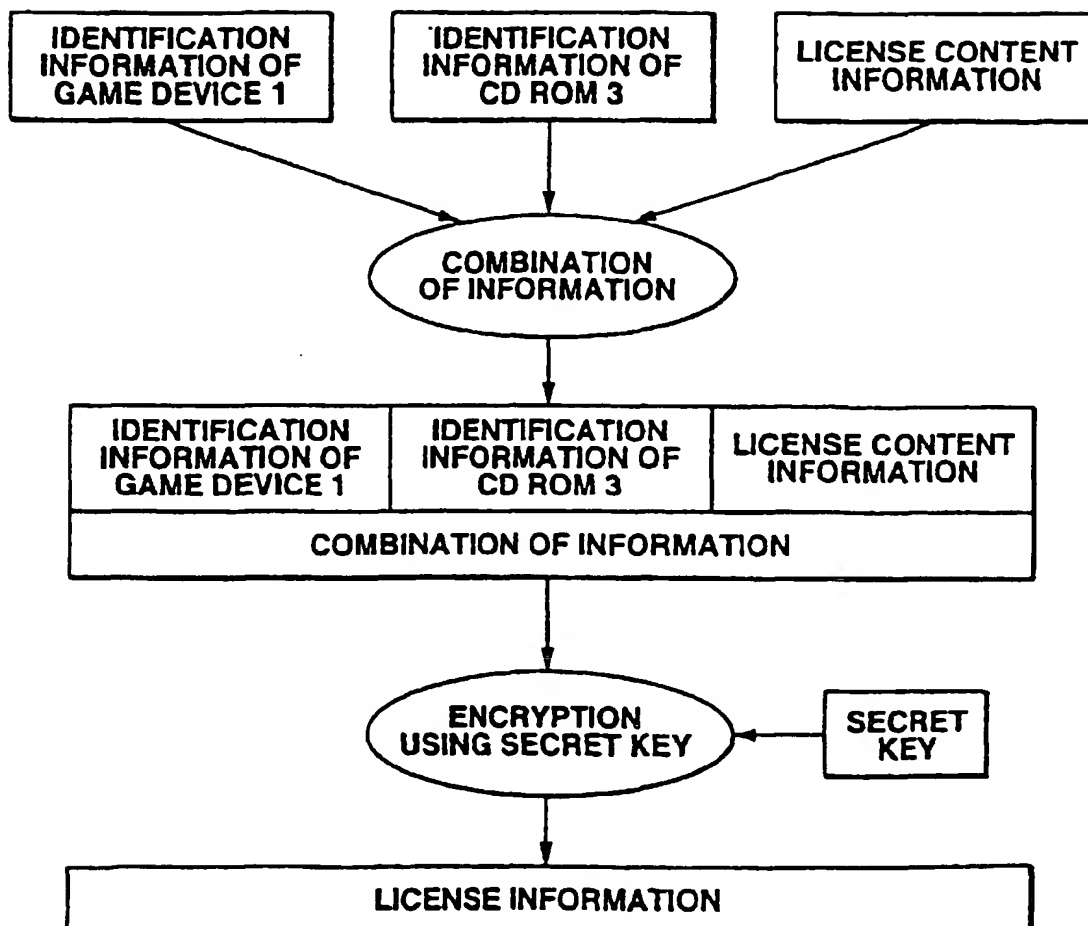 IDENTIFICATION
INFORMATION OF
GAME DEVICE 1
IDENTIFICATION
INFORMATION OF
CD ROM 3
LICENSE CONTENT
INFORMATION
COMBINATION
OF INFORMATION
IDENTIFICATION
INFORMATION OF
GAME DEVICE 1
IDENTIFICATION
INFORMATION OF
CD ROM 3
LICENSE CONTENT
INFORMATION
COMBINATION OF INFORMATION
ENCRYPTION
USING SECRET KEY
SECRET
KEY
LICENSE INFORMATION